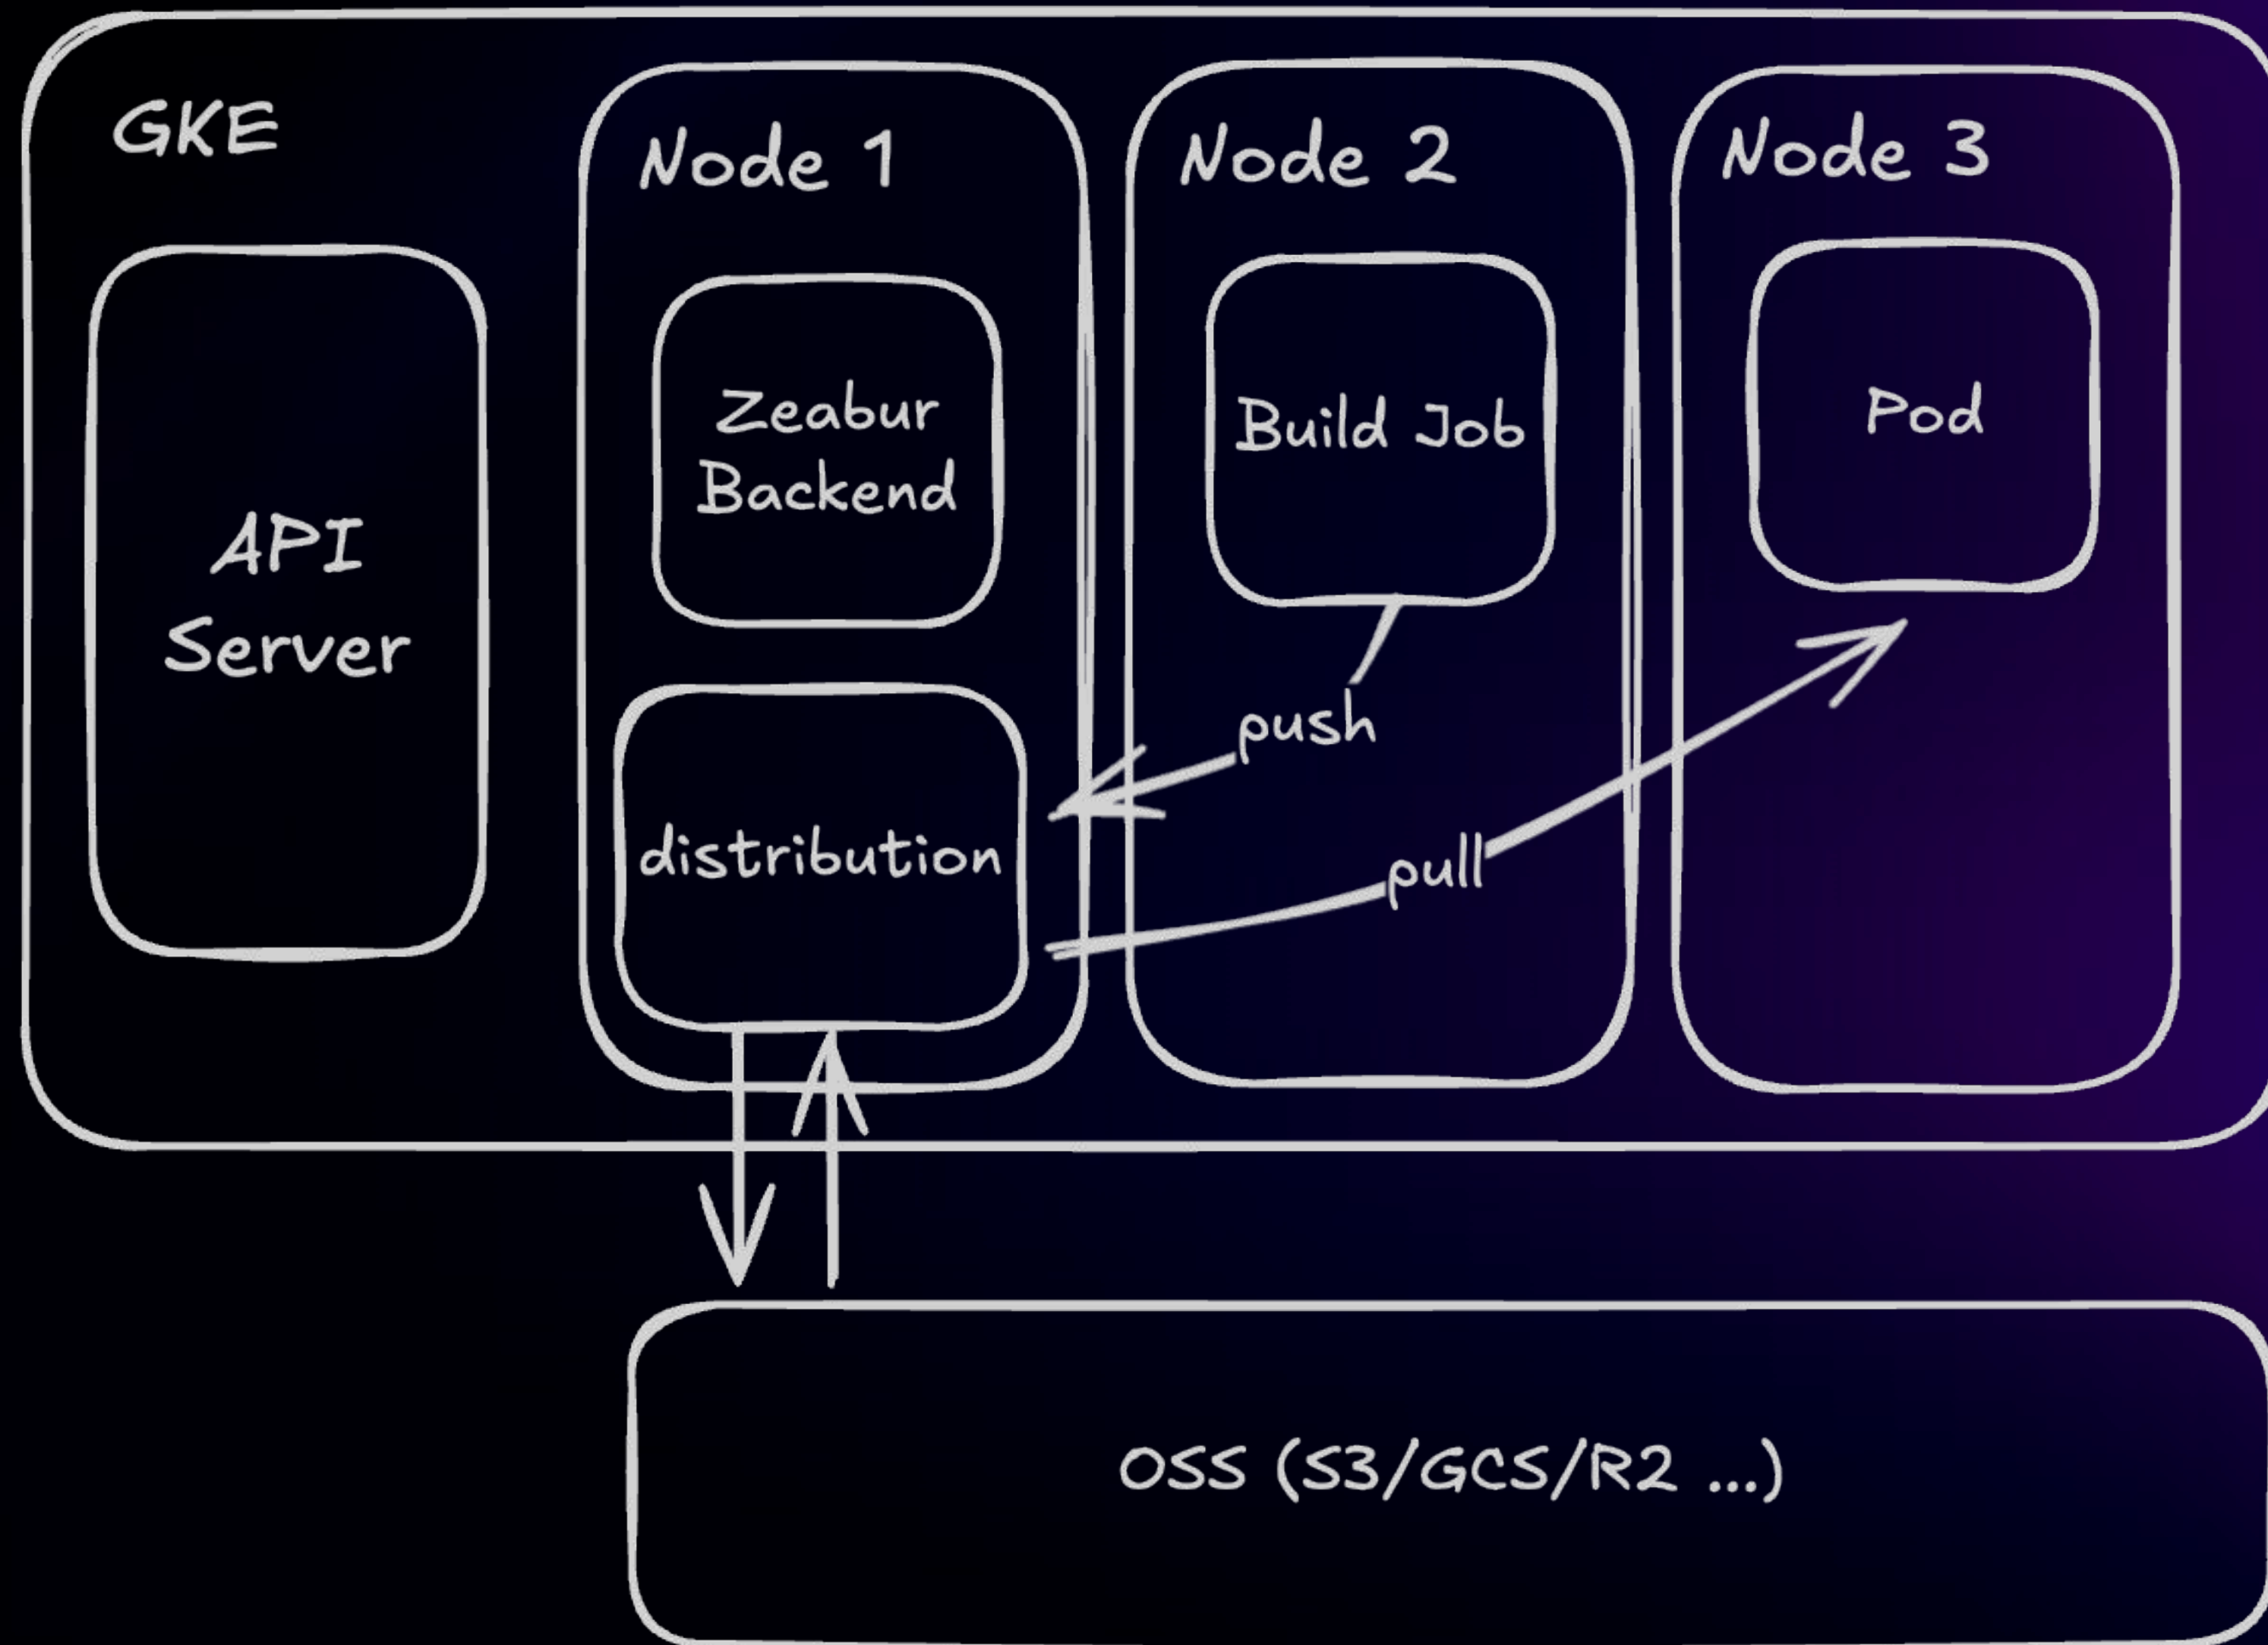 GKE
API
Server
Node 1
Zeabur
Backend
distribution
Node 2
Build Job
push
pull
Node 3
Pod
OSS (S3/GCS/R2 ...)